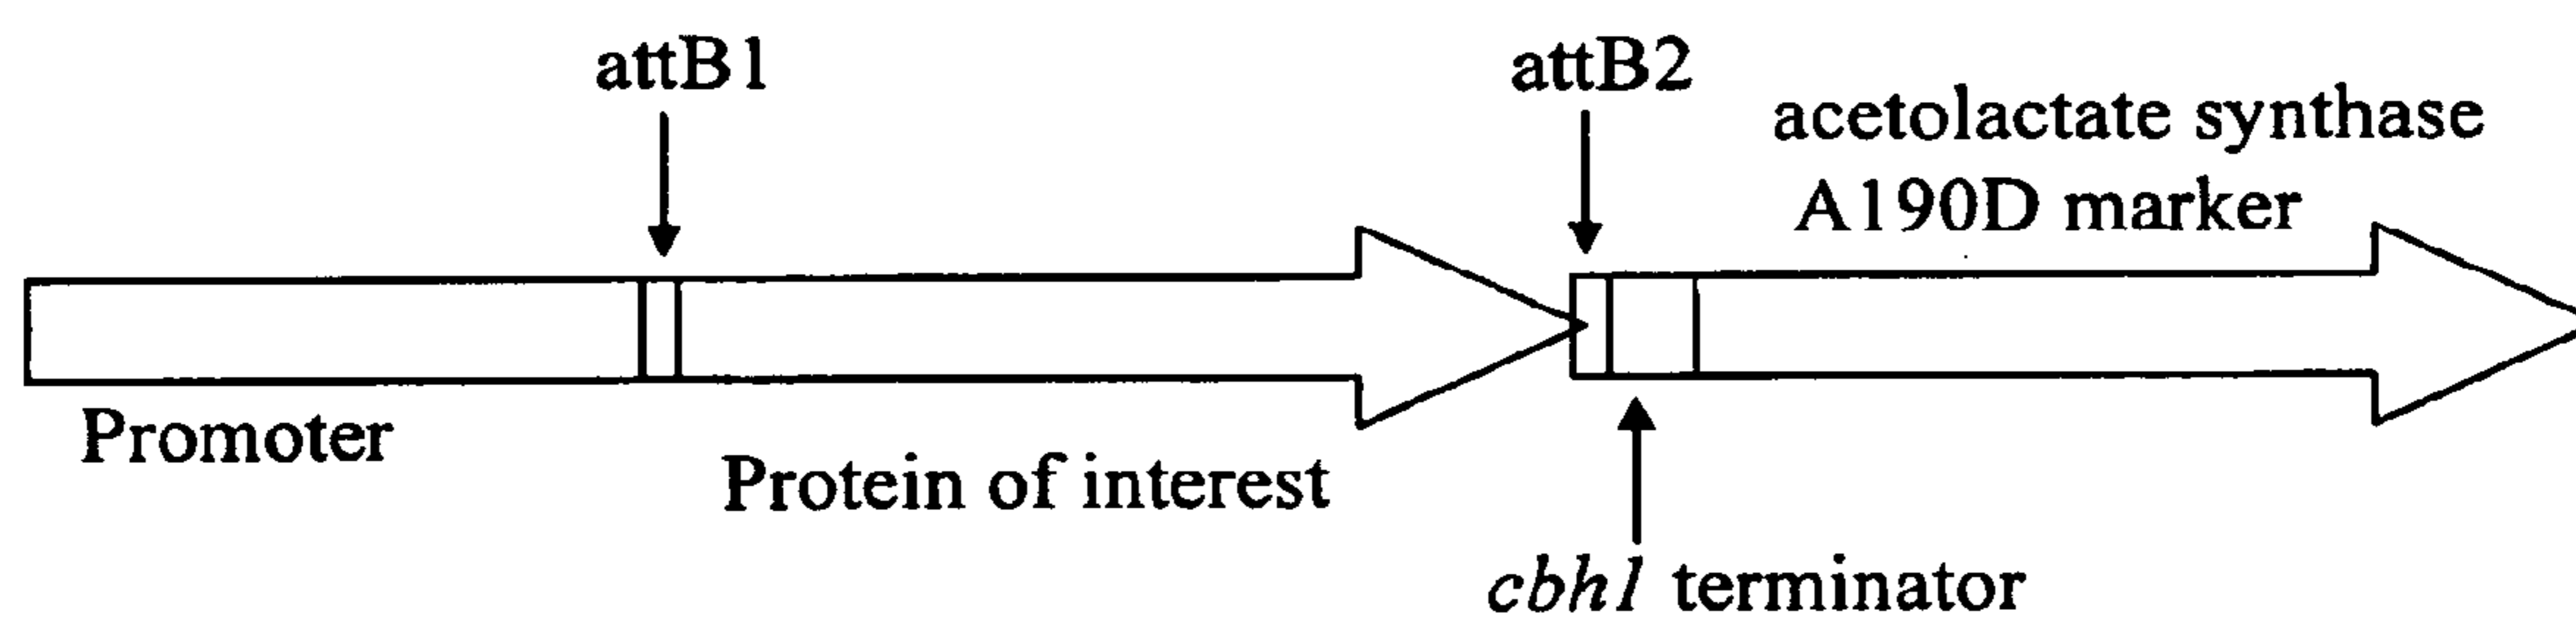 attB1
attB2
acetolactate synthase
A190D marker
Promoter
Protein of interest
cbh1 terminator